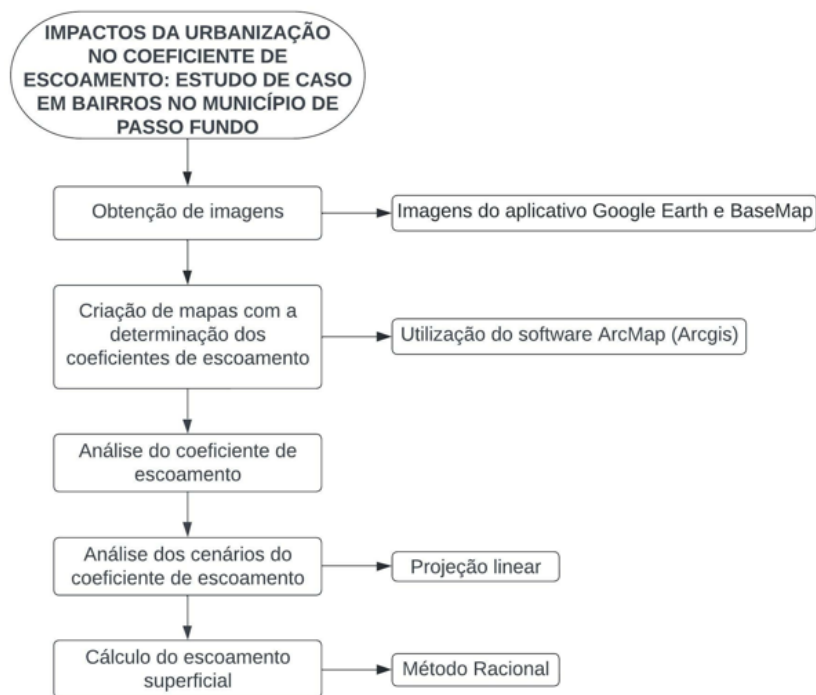 IMPACTOS DA URBANIZAÇÃO
NO COEFICIENTE DE
ESCOAMENTO: ESTUDO DE CASO
EM BAIRROS NO MUNICÍPIO DE
PASSO FUNDO
Obtenção de imagens
Imagens do aplicativo Google Earth e BaseMap
Criação de mapas com a
determinação dos
coeficientes de escoamento
Utilização do software ArcMap (Arcgis)
Análise do coeficiente de
escoamento
Análise dos cenários do
coeficiente de escoamento
Projeção linear
Cálculo do escoamento
superficial
Método Racional